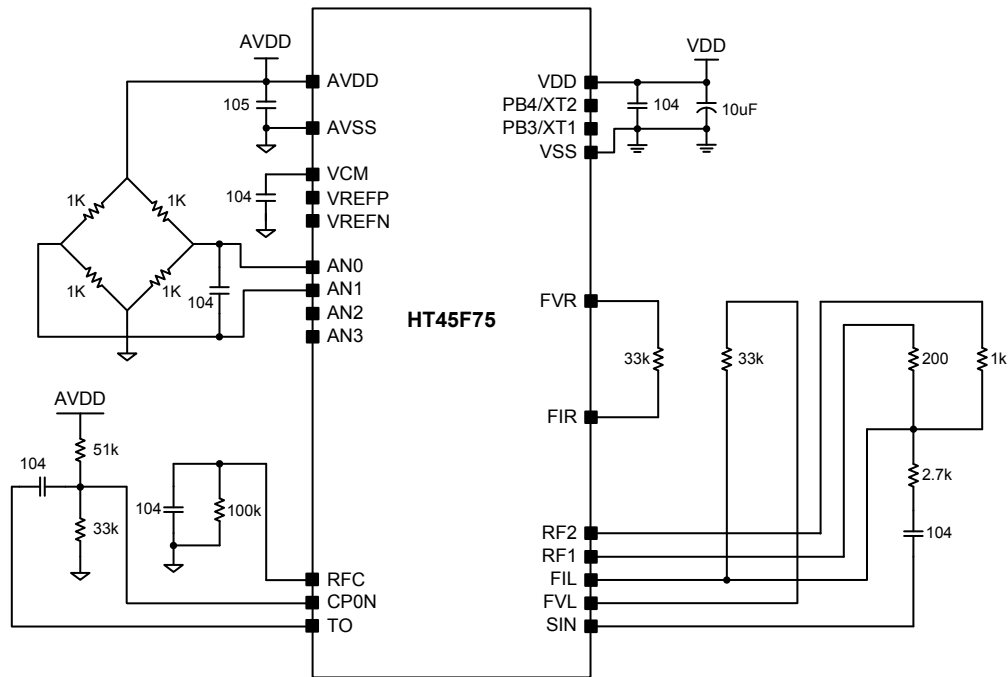 AVDD
AVDD
105
AVSS
VCM
104
VREFP
VREFN
1K
1K
1K
1K
AN0
AN1
104
AN2
AN3
HT45F75
VDD
VDD
PB4/XT2
104
10uF
PB3/XT1
VSS
FVR
33k
33k
200
1k
FIR
2.7k
104
RF2
RF1
FIL
FVL
SIN
AVDD
51k
104
33k
104
100k
RFC
CP0N
TO